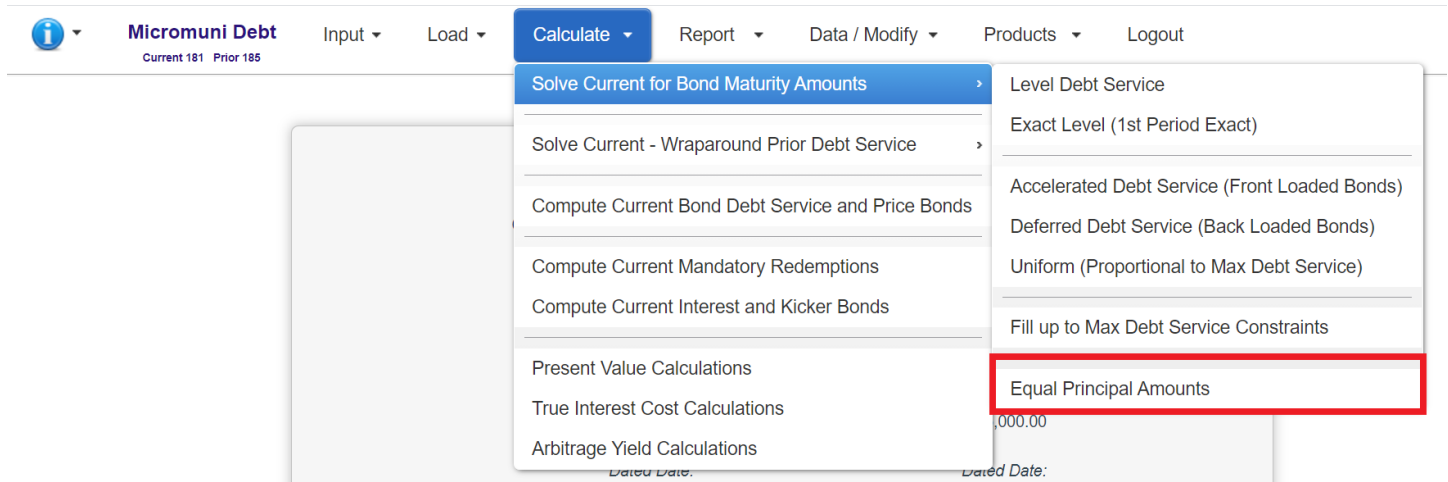 Micromuni Debt
Current 181 Prior 185
Input
Load
Calculate
Report
Data / Modify
Products
Logout
Solve Current for Bond Maturity Amounts
Solve Current - Wraparound Prior Debt Service
Compute Current Bond Debt Service and Price Bonds
Compute Current Mandatory Redemptions
Compute Current Interest and Kicker Bonds
Present Value Calculations
True Interest Cost Calculations
Arbitrage Yield Calculations
Level Debt Service
Exact Level (1st Period Exact)
Accelerated Debt Service (Front Loaded Bonds)
Deferred Debt Service (Back Loaded Bonds)
Uniform (Proportional to Max Debt Service)
Fill up to Max Debt Service Constraints
Equal Principal Amounts
,000.00
Dated Date:
Dated Date: